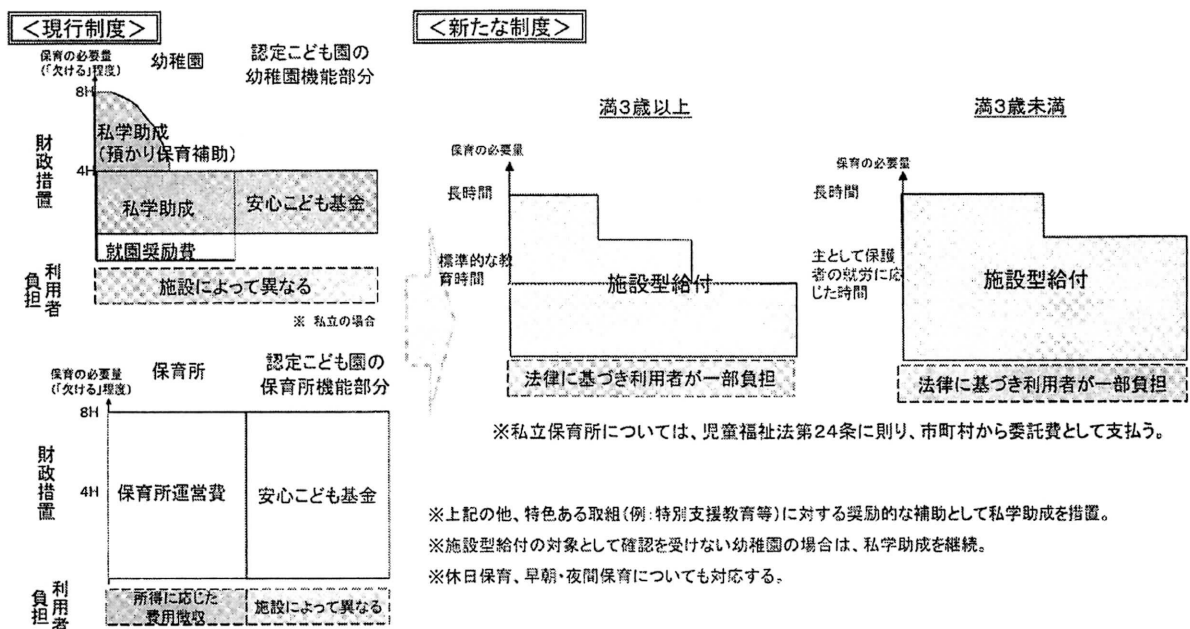 <現行制度>
保育の必要量
(「欠ける」程度)
幼稚園
認定こども園の
幼稚園機能部分
8H
私学助成
(預かり保育補助)
4H
財政措置
私学助成
安心こども基金
就園奨励費
利用者
負担
施設によって異なる
※ 私立の場合
保育の必要量
(「欠ける」程度)
保育所
認定こども園の
保育所機能部分
8H
財政措置
4H
保育所運営費
安心こども基金
利用者
負担
所得に応じた
費用徴収
施設によって異なる
<新たな制度>
満3歳以上
保育の必要量
長時間
標準的な教
育時間
施設型給付
法律に基づき利用者が一部負担
満3歳未満
保育の必要量
長時間
主として保護
者の就労に応
じた時間
施設型給付
法律に基づき利用者が一部負担
※私立保育所については、児童福祉法第24条に則り、市町村から委託費として支払う。
※上記の他、特色ある取組(例:特別支援教育等)に対する奨励的な補助として私学助成を措置。
※施設型給付の対象として確認を受けない幼稚園の場合は、私学助成を継続。
※休日保育、早朝・夜間保育についても対応する。